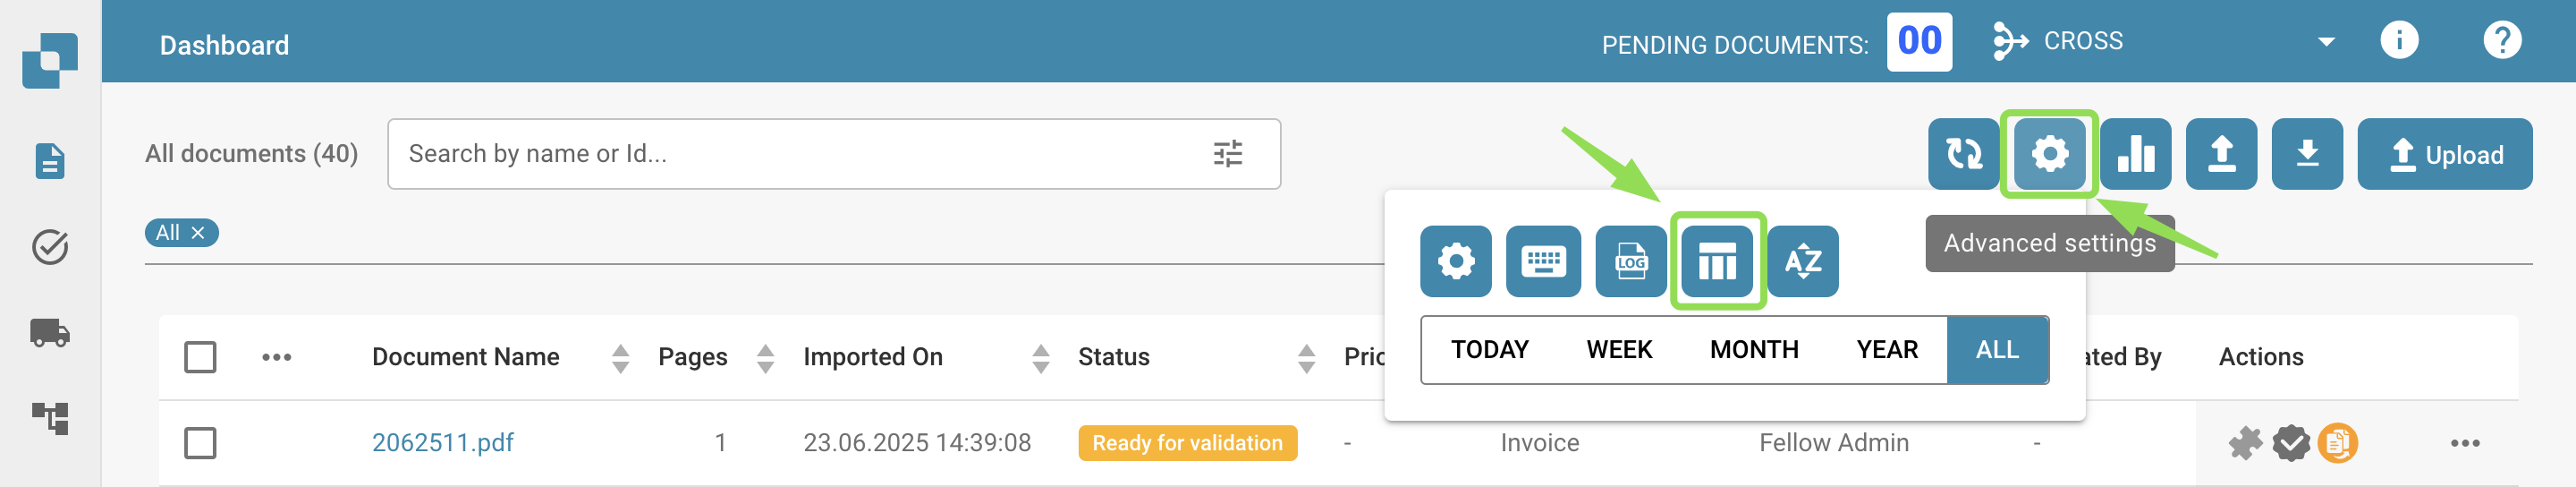 Dashboard
PENDING DOCUMENTS: 00
CROSS
All documents (40)
Search by name or Id...
Upload
Advanced settings
All
LOG
AZ
TODAY WEEK MONTH YEAR ALL
Document Name Pages Imported On Status Pric ated By Actions
2062511.pdf 1 23.06.2025 14:39:08 Ready for validation - Invoice Fellow Admin -